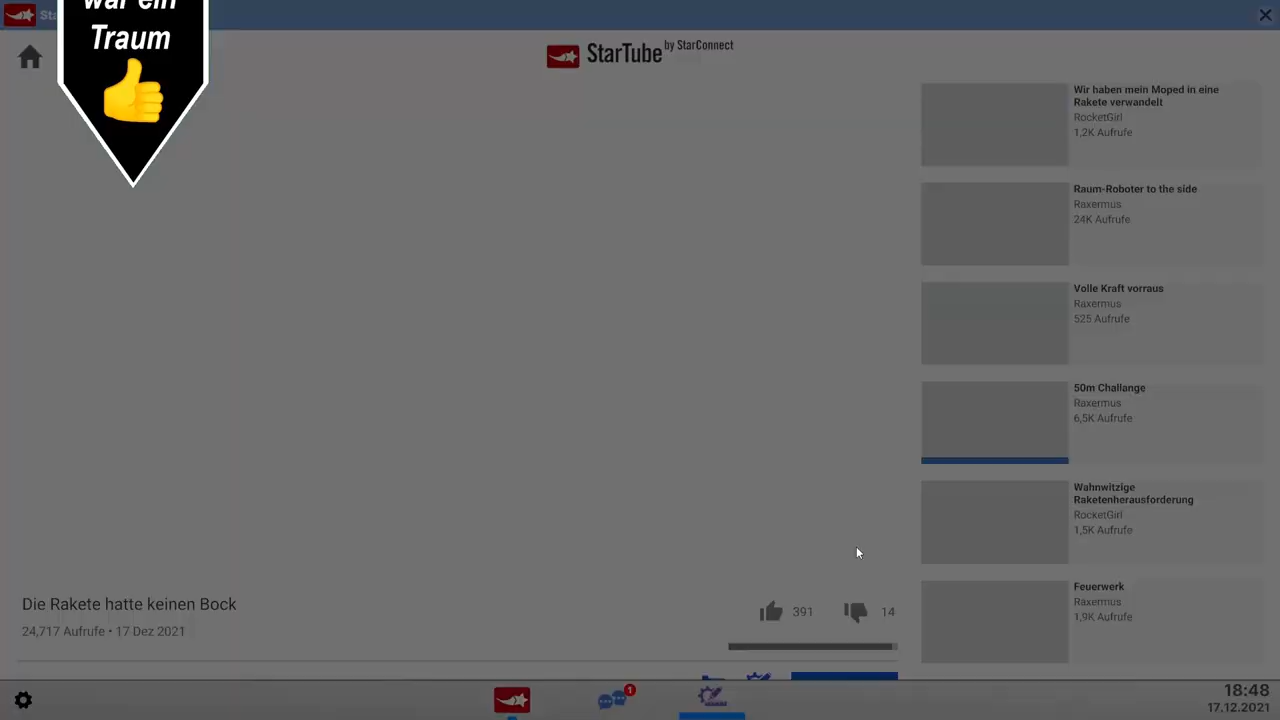 Sta
war ein
Traum
StarTube by StarConnect
Die Rakete hatte keinen Bock
24,717 Aufrufe • 17 Dez 2021
391
14
Wir haben mein Moped in eine
Rakete verwandelt
RocketGirl
1,2K Aufrufe
Raum-Roboter to the side
Raxermus
24K Aufrufe
Volle Kraft vorraus
Raxermus
525 Aufrufe
50m Challange
Raxermus
6,5K Aufrufe
Wahnwitzige
Raketenherausforderung
RocketGirl
1,5K Aufrufe
Feuerwerk
Raxermus
1,9K Aufrufe
1
18:48
17.12.2021